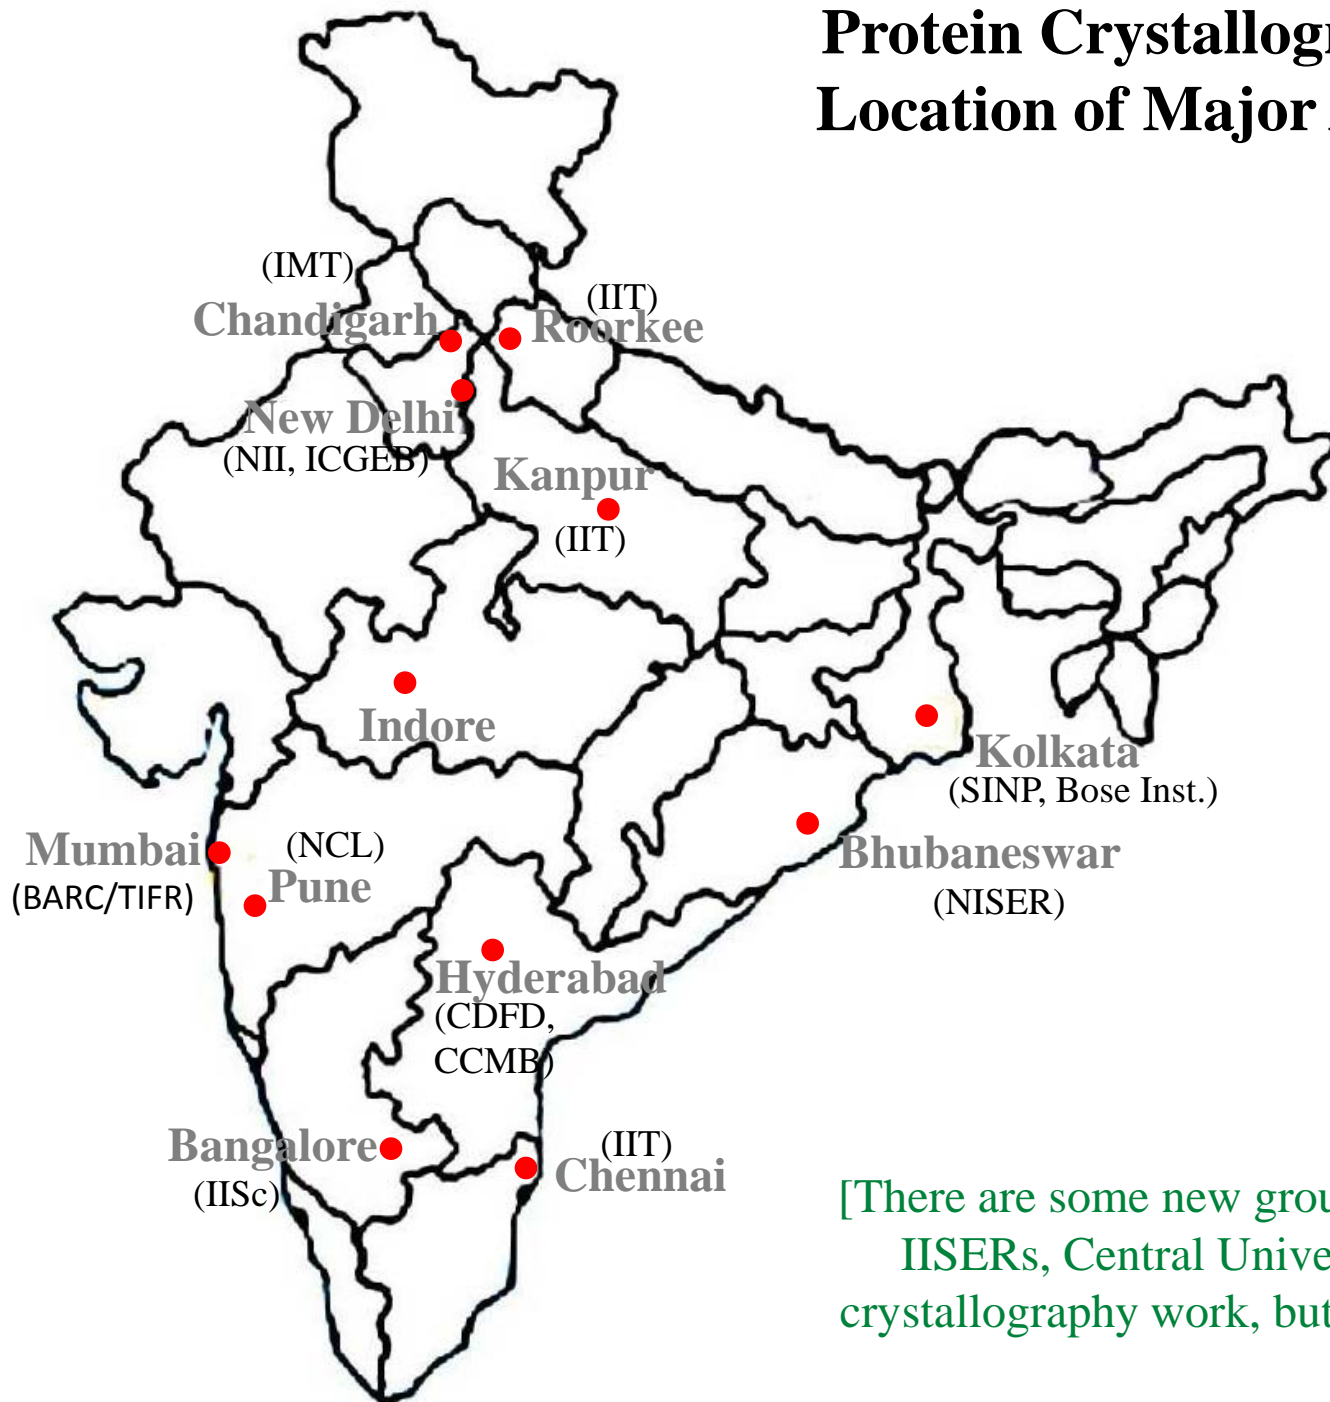 Protein Crystallogr
Location of Major
(IMT)
Chandigarh
(IIT)
Roorkee
New Delhi
(NII, ICGEB)
Kanpur
(IIT)
Indore
Kolkata
(SINP, Bose Inst.)
Mumbai
(BARC/TIFR)
(NCL)
Pune
Bhubaneswar
(NISER)
Hyderabad
(CDFD,
CCMB)
Bangalore
(IISc)
(IIT)
Chennai
[There are some new grou
IISERs, Central Unive
crystallography work, but